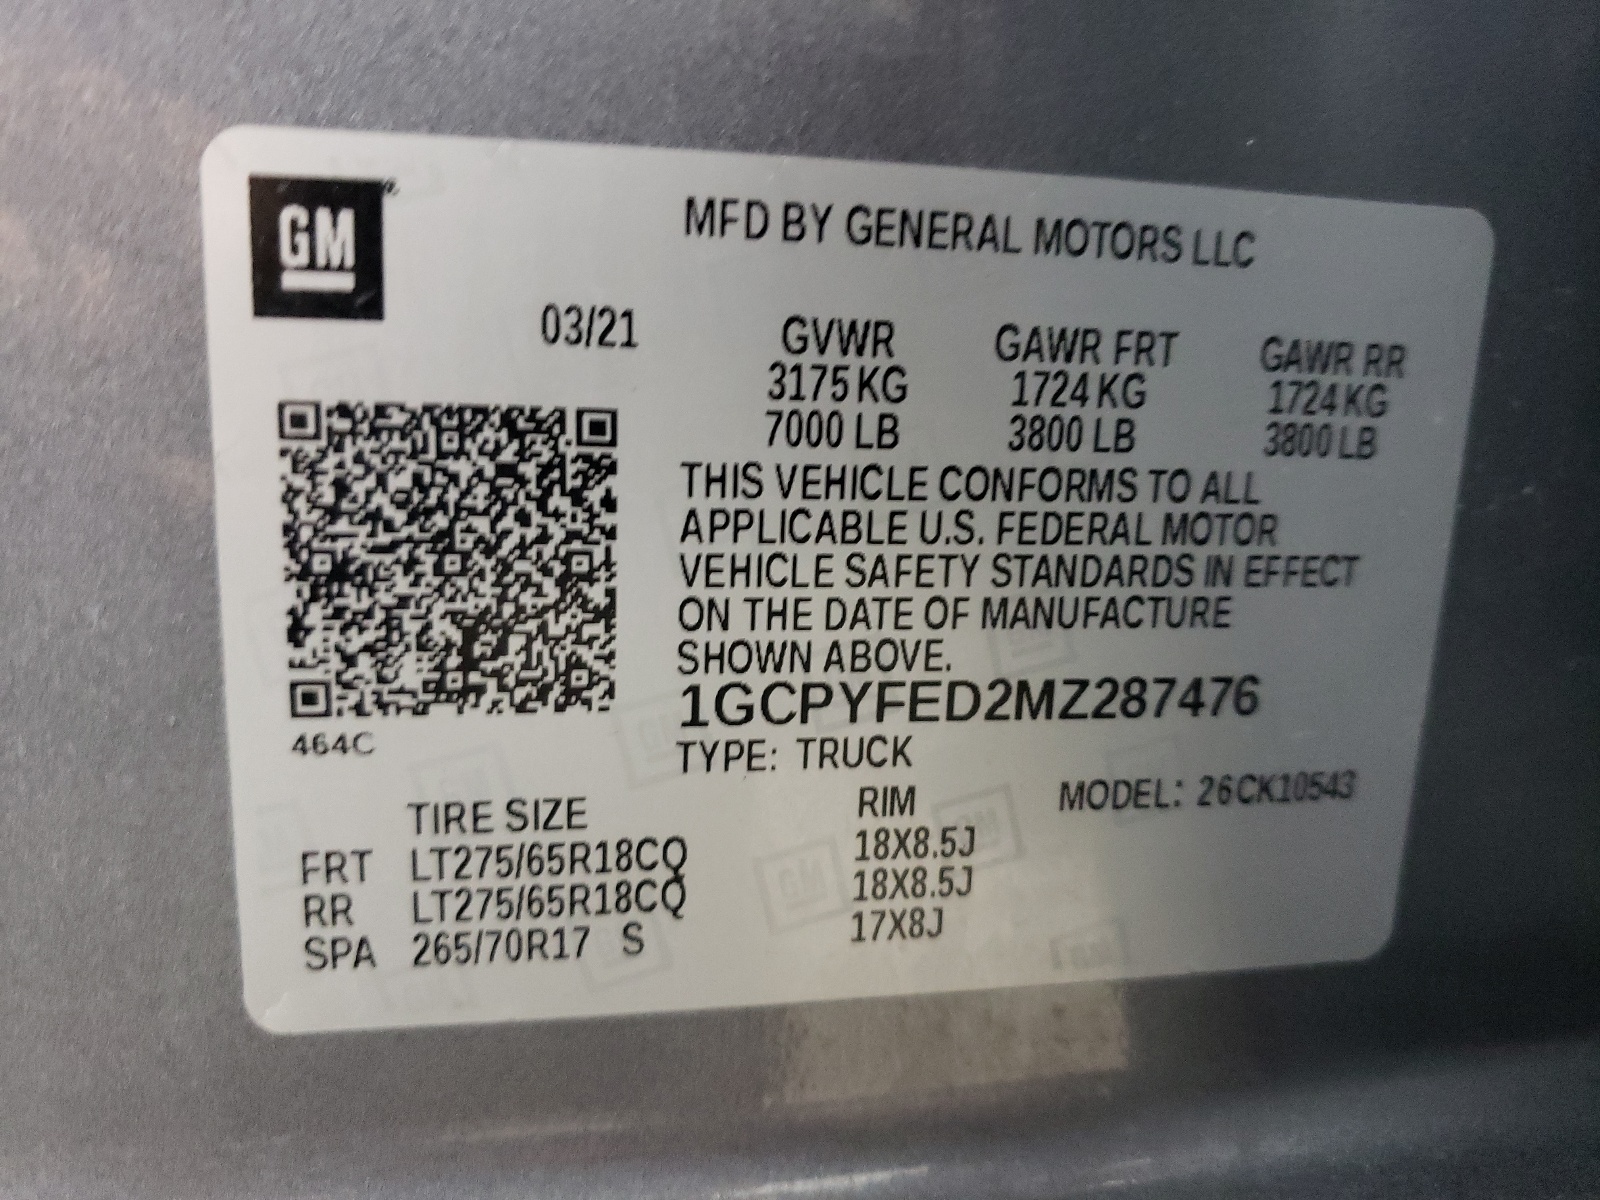 GM
MFD BY GENERAL MOTORS LLC
03/21
GVWR GAWR FRT GAWR RR
3175 KG 1724 KG 1724 KG
7000 LB 3800 LB 3800 LB
THIS VEHICLE CONFORMS TO ALL
APPLICABLE U.S. FEDERAL MOTOR
VEHICLE SAFETY STANDARDS IN EFFECT
ON THE DATE OF MANUFACTURE
SHOWN ABOVE.
1GCPYFED2MZ287476
464C
TYPE: TRUCK
MODEL: 26CK10543
TIRE SIZE RIM
FRT LT275/65R18CQ 18X8.5J
RR LT275/65R18CQ 18X8.5J
SPA 265/70R17 S 17X8J